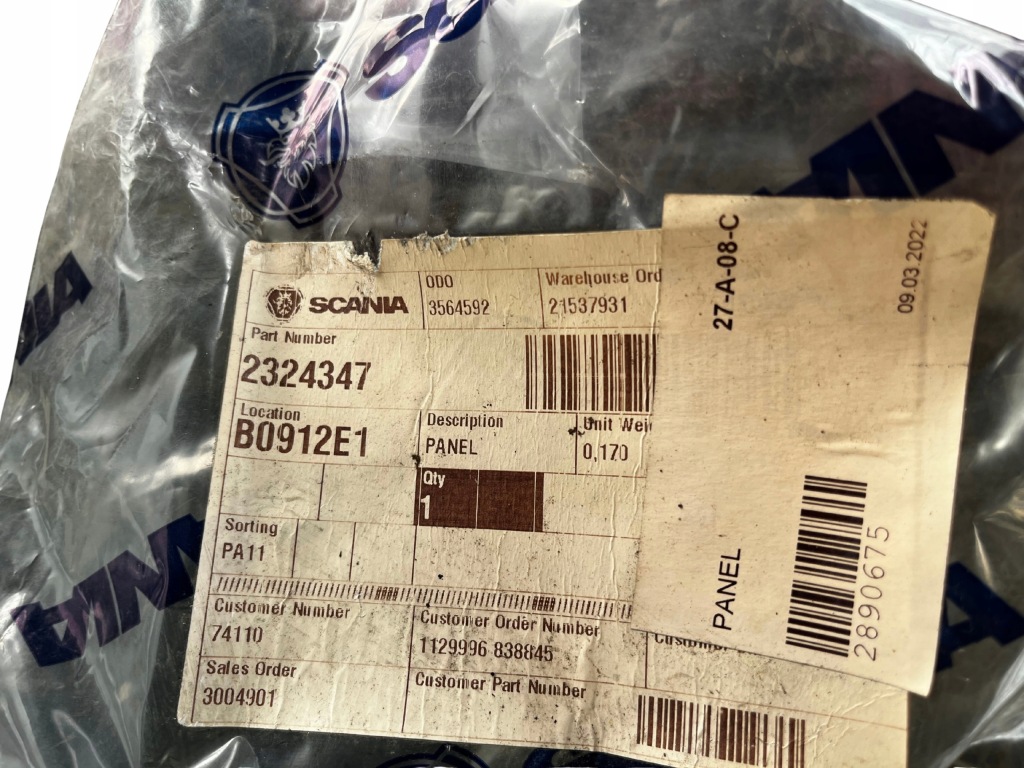 SCANIA
ODO
3564592
Warehouse Ord
21537931
Part Number
2324347
Location
B0912E1
Description
PANEL
Unit Wei
0,170
Qty
1
Sorting
PA11
Customer Number
74110
Customer Order Number
1129996 838845
Sales Order
3004901
Customer Part Number
27-A-08-C
09.03.2022
PANEL
2890675